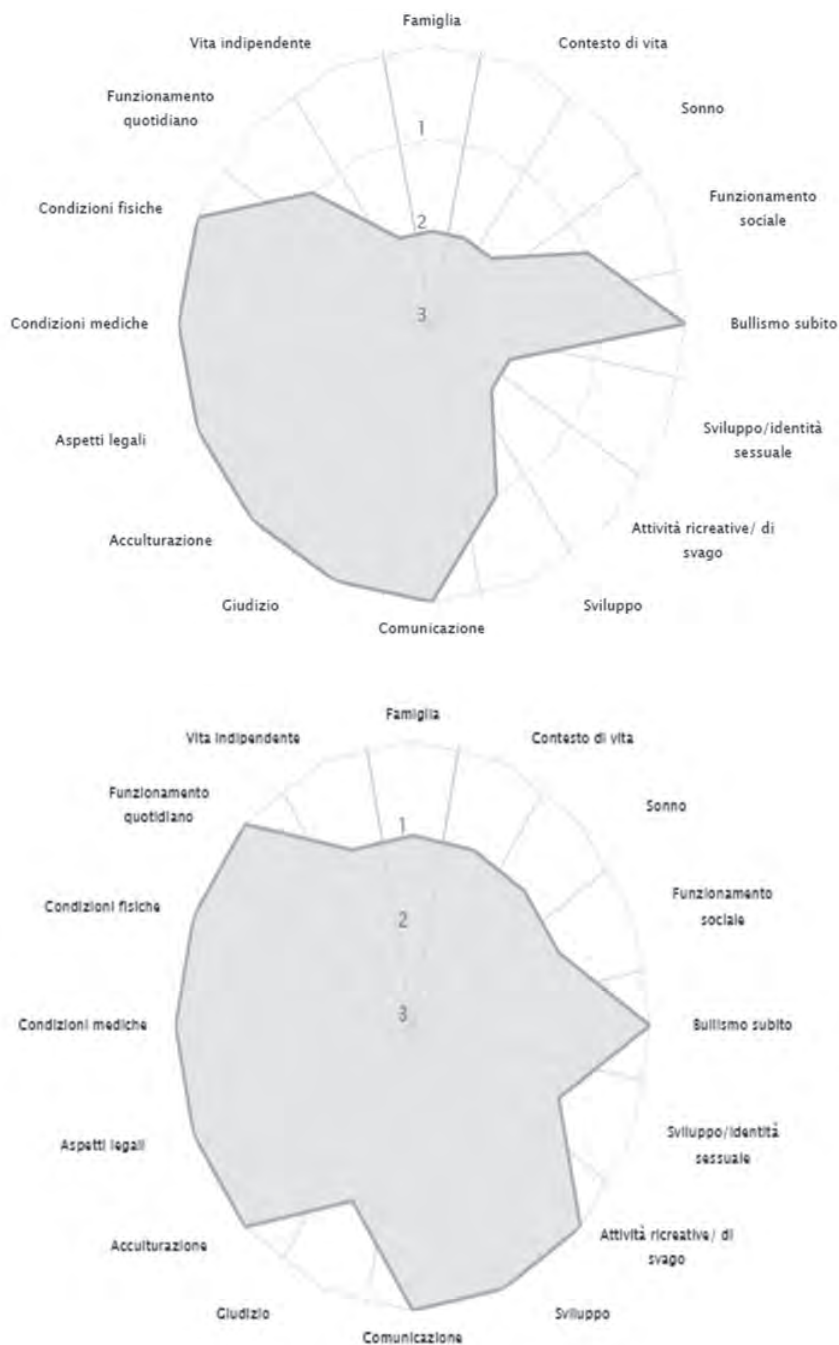 Famiglia
Vita indipendente
Contesto di vita
Funzionamento
quotidiano
Sonno
1
Condizioni fisiche
Funzionamento
sociale
2
Condizioni mediche
3
Bullismo subito
Aspetti legali
Sviluppo/identità
sessuale
Acculturazione
Attività ricreative/ di
svago
Giudizio
Sviluppo
Comunicazione
Famiglia
Vita indipendente
Contesto di vita
Funzionamento
quotidiano
Sonno
1
Condizioni fisiche
Funzionamento
sociale
2
3
Condizioni mediche
Bullismo subito
Aspetti legali
Sviluppo/identità
sessuale
Acculturazione
Attività ricreative/ di
svago
Giudizio
Sviluppo
Comunicazione